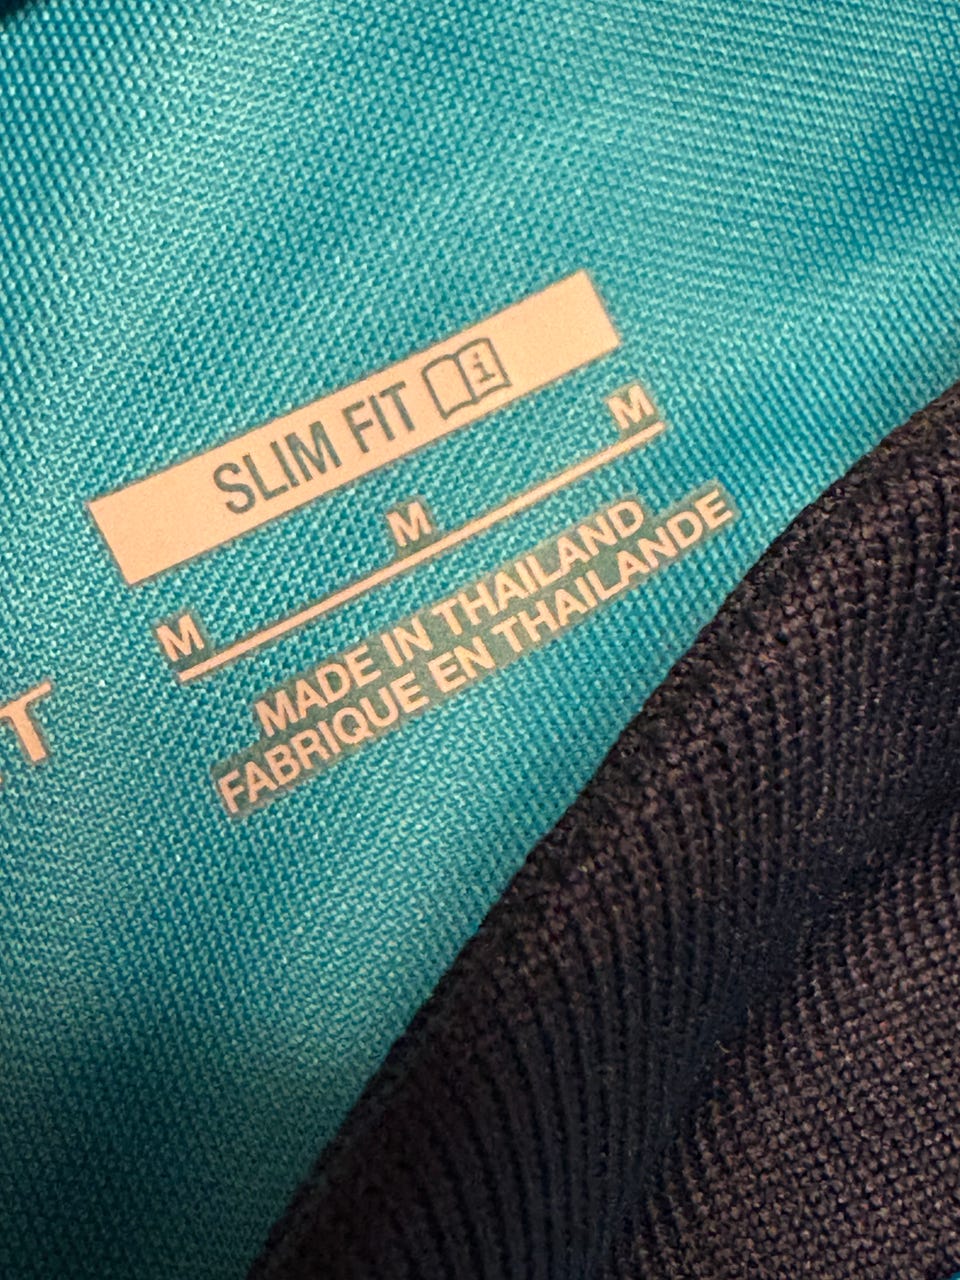 SLIM FIT
M M M
MADE IN THAILAND
FABRIQUE EN THAILANDE
T